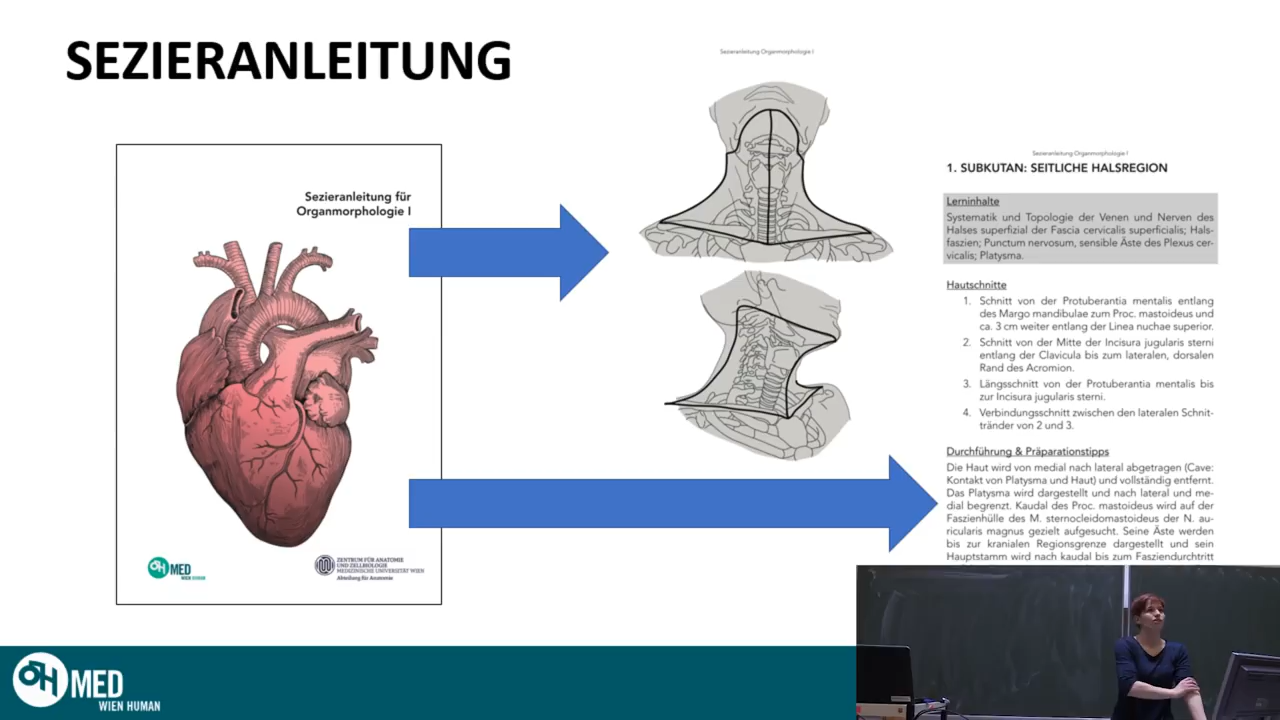 SEZIERANLEITUNG
Sezieranleitung für
Organmorphologie I
ÖH MED
WIEN HUMAN
ZENTRUM FÜR ANATOMIE
UND ZELLBIOLOGIE
MEDIZINISCHE UNIVERSITÄT WIEN
Abteilung für Anatomie
Sezieranleitung Organmorphologie I
Sezieranleitung Organmorphologie I
1. SUBKUTAN: SEITLICHE HALSREGION
Lerninhalte
Systematik und Topologie der Venen und Nerven des
Halses superfizial der Fascia cervicalis superficialis; Hals-
faszien; Punctum nervosum, sensible Äste des Plexus cer-
vicalis; Platysma.
Hautschnitte
1. Schnitt von der Protuberantia mentalis entlang
des Margo mandibulae zum Proc. mastoideus und
ca. 3 cm weiter entlang der Linea nuchae superior.
2. Schnitt von der Mitte der Incisura jugularis sterni
entlang der Clavicula bis zum lateralen, dorsalen
Rand des Acromion.
3. Längsschnitt von der Protuberantia mentalis bis
zur Incisura jugularis sterni.
4. Verbindungsschnitt zwischen den lateralen Schnit-
tränder von 2 und 3.
Durchführung & Präparationstipps
Die Haut wird von medial nach lateral abgetragen (Cave:
Kontakt von Platysma und Haut) und vollständig entfernt.
Das Platysma wird dargestellt und nach lateral und me-
dial begrenzt. Kaudal des Proc. mastoideus wird auf der
Faszienhülle des M. sternocleidomastoideus der N. au-
ricularis magnus gezielt aufgesucht. Seine Äste werden
bis zur kranialen Regionsgrenze dargestellt und sein
Hauptstamm wird nach kaudal bis zum Fasziendurchtritt
ÖH MED
WIEN HUMAN